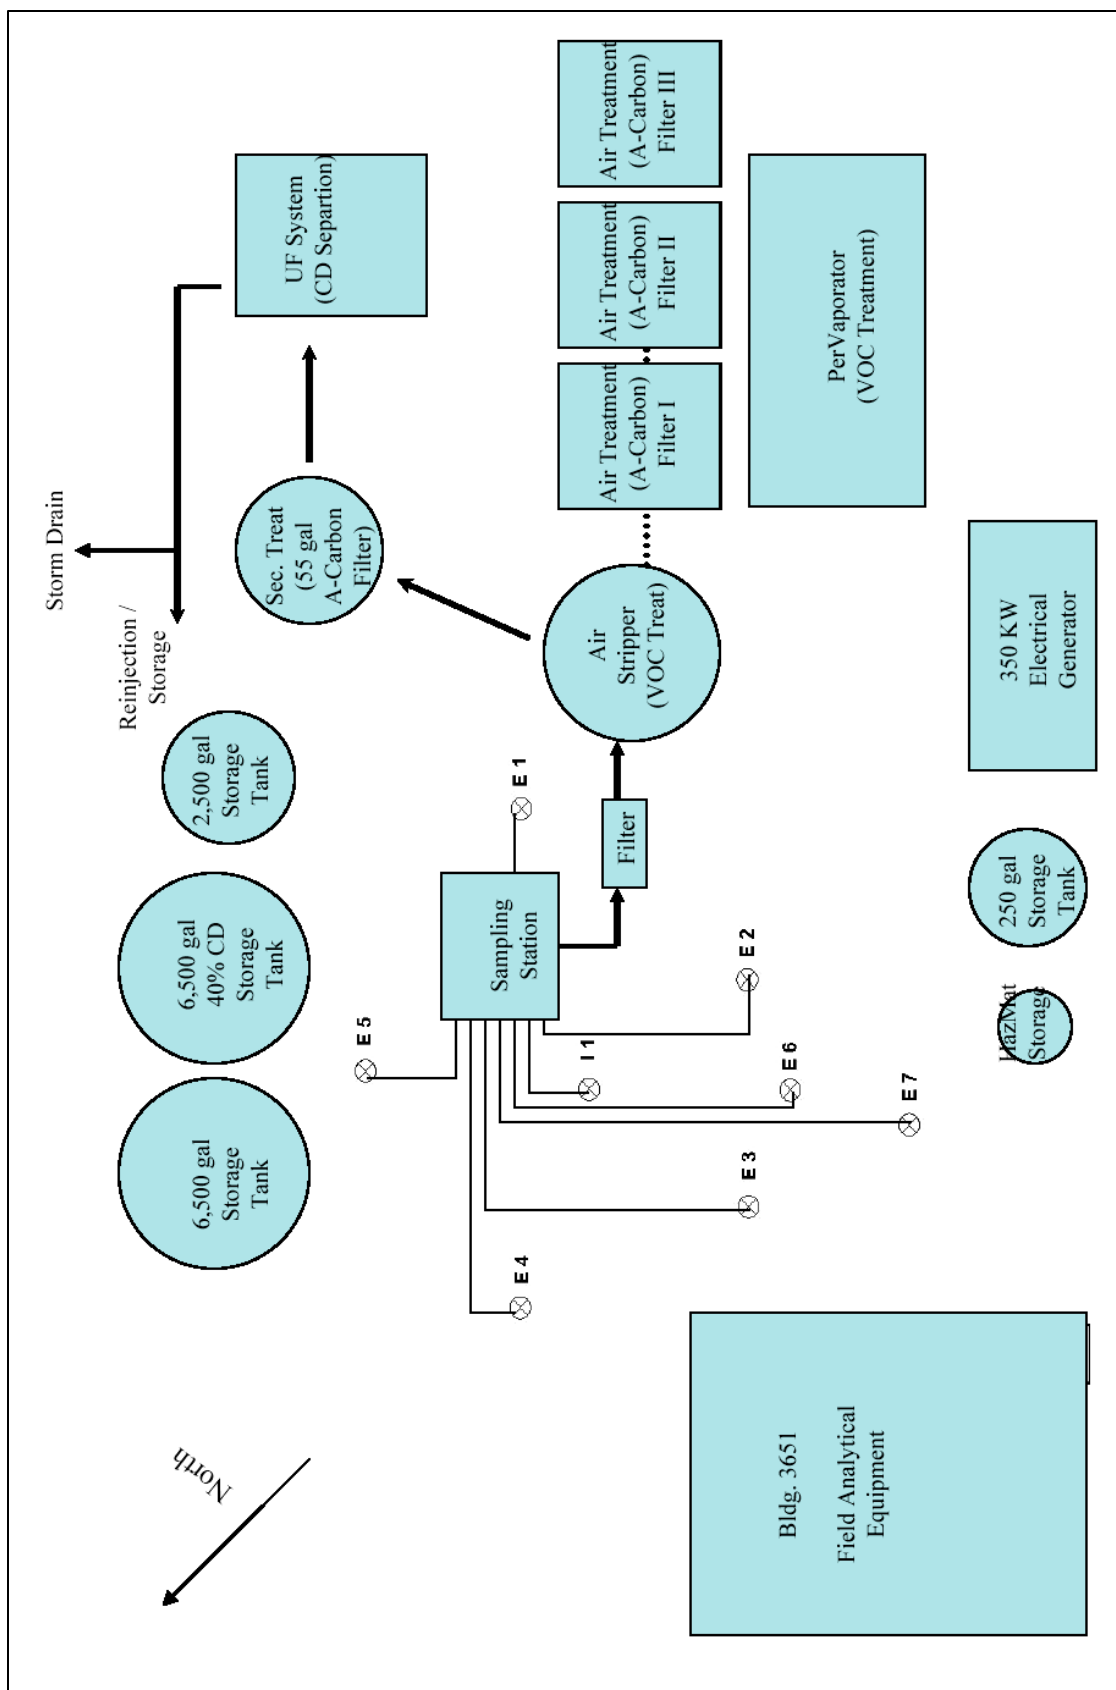 Storm Drain
Reinjection /
Storage
UF System
(CD Separtion)
Sec. Treat
(55 gal
A-Carbon
Filter)
Air Treatment
(A-Carbon)
Filter III
Air Treatment
(A-Carbon)
Filter II
Air Treatment
(A-Carbon)
Filter I
PerVaporator
(VOC Treatment)
Air
Stripper
(VOC Treat)
350 KW
Electrical
Generator
2,500 gal
Storage
Tank
6,500 gal
40% CD
Storage
Tank
6,500 gal
Storage
Tank
E 1
Filter
Sampling
Station
E 5
I 1
E 2
E 6
E 7
E 3
E 4
250 gal
Storage
Tank
HazMat
Storage
North
Bldg. 3651
Field Analytical
Equipment